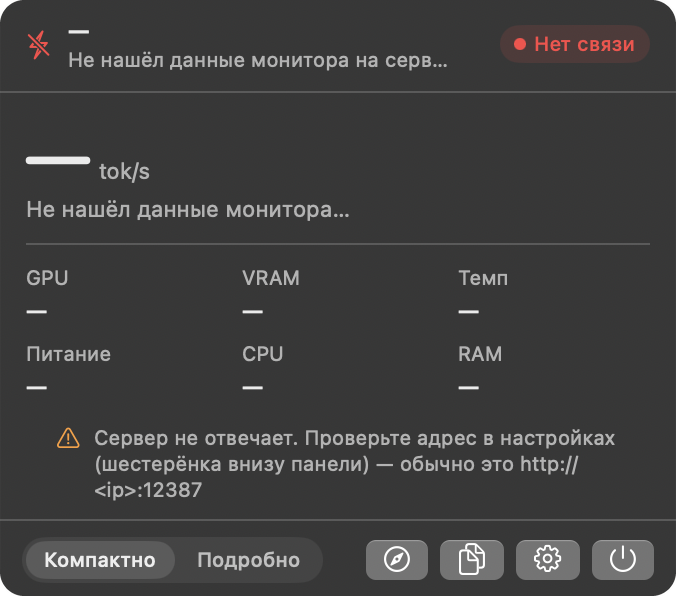 —
Не нашёл данные монитора на серв...
Нет связи
— tok/s
Не нашёл данные монитора...
GPU VRAM Темп
— — —
Питание CPU RAM
— — —
Сервер не отвечает. Проверьте адрес в настройках
(шестерёнка внизу панели) — обычно это http://
<ip>:12387
Компактно Подробно